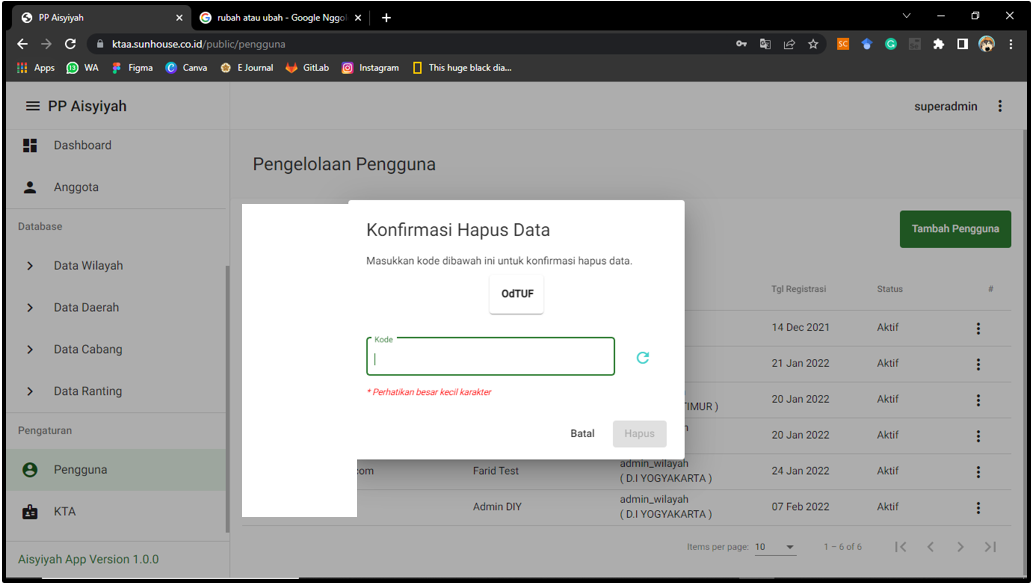 PP Aisyiyah
rubah atau ubah - Google Nggol
ktaa.sunhouse.co.id/public/pengguna
Apps
WA
Figma
Canva
E Journal
GitLab
Instagram
This huge black dia...
PP Aisyiyah
superadmin
Dashboard
Anggota
Database
Data Wilayah
Data Daerah
Data Cabang
Data Ranting
Pengaturan
Pengguna
KTA
Aisyiyah App Version 1.0.0
Pengelolaan Pengguna
Tambah Pengguna
Konfirmasi Hapus Data
Masukkan kode dibawah ini untuk konfirmasi hapus data.
OdTUF
Kode
* Perhatikan besar kecil karakter
Batal
Hapus
Tgl Registrasi Status #
14 Dec 2021 Aktif
21 Jan 2022 Aktif
20 Jan 2022 Aktif
TIMUR )
20 Jan 2022 Aktif
com Farid Test admin_wilayah 24 Jan 2022 Aktif
( D.I YOGYAKARTA )
Admin DIY admin_wilayah 07 Feb 2022 Aktif
( D.I YOGYAKARTA )
Items per page: 10 1 – 6 of 6